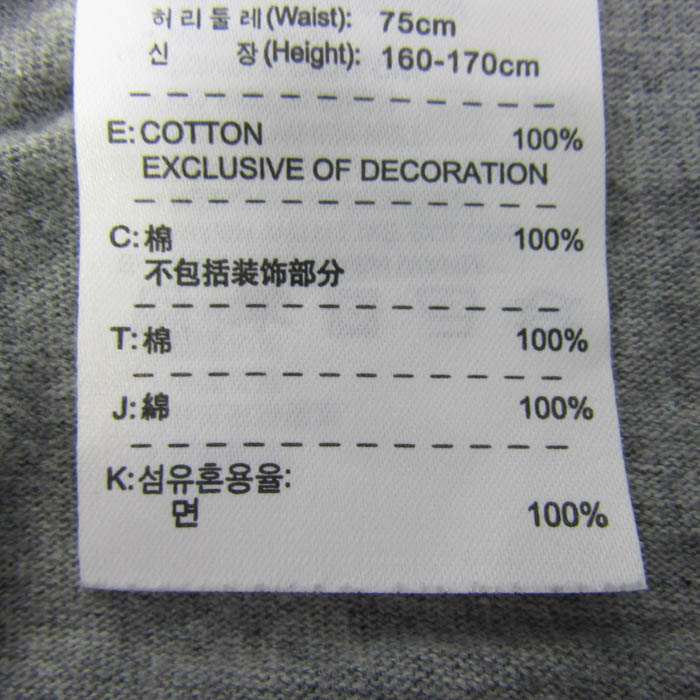 허리둘레(Waist): 75cm
신 장(Height): 160-170cm
E:COTTON 100%
EXCLUSIVE OF DECORATION
C:棉 100%
不包括装饰部分
T:棉 100%
J:綿 100%
K:섬유혼용율:
면 100%